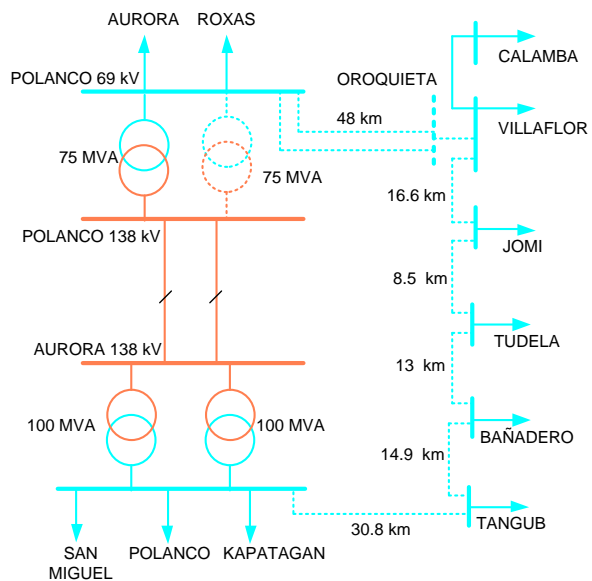 AURORA
ROXAS
CALAMBA
POLANCO 69 kV
OROQUIETA
48 km
VILLAFLOR
75 MVA
75 MVA
16.6 km
POLANCO 138 kV
JOMI
8.5 km
TUDELA
AURORA 138 kV
13 km
100 MVA
100 MVA
BAÑADERO
14.9 km
TANGUB
30.8 km
SAN
MIGUEL
POLANCO
KAPATAGAN